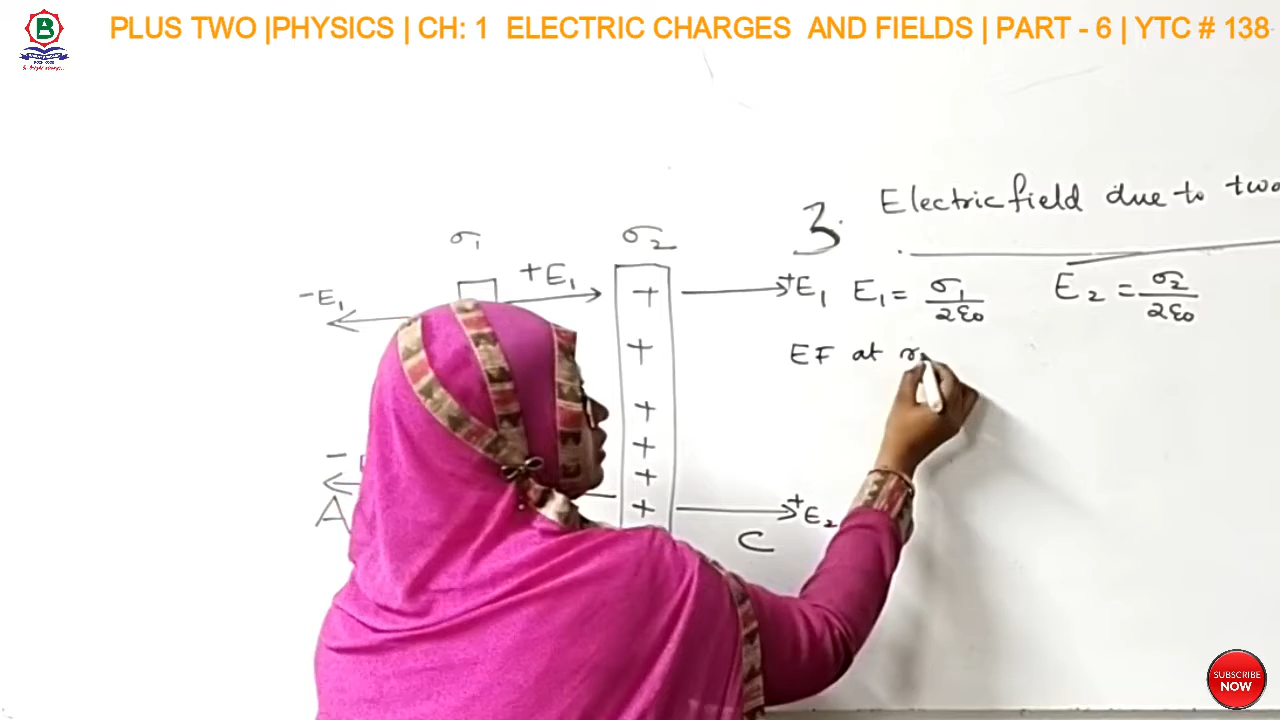 PLUS TWO |PHYSICS | CH: 1 ELECTRIC CHARGES AND FIELDS | PART - 6 | YTC # 138
B
3. Electric field due to two
σ₁
σ₂
-E₁
+E₁
+E₁
E₁ = σ₁/2ε₀
E₂ = σ₂/2ε₀
+
+
+
+
+
+
EF at
-
A
+E₂
C
SUBSCRIBE
NOW